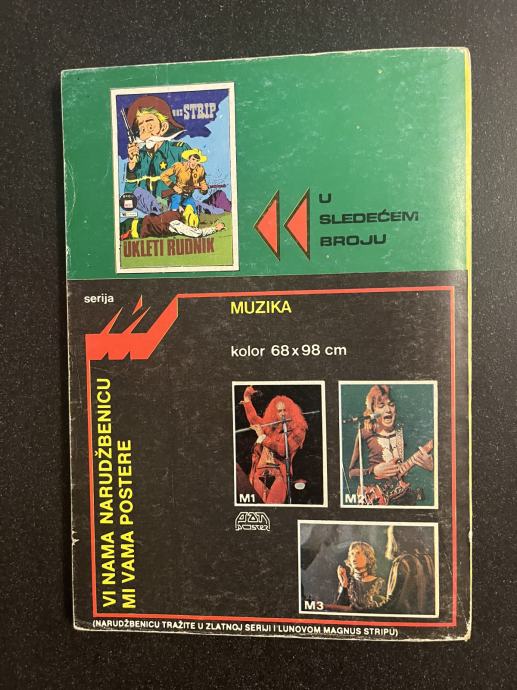 STRIP
UKLETI RUDNIK
U
SLEDEĆEM
BROJU
serija
M
MUZIKA
kolor 68 x 98 cm
VI NAMA NARUDŽBENICU
MI VAMA POSTERE
M1
M2
M3
poster
(NARUDŽBENICU TRAŽITE U ZLATNOJ SERIJI I LUNOVOM MAGNUS STRIPU)